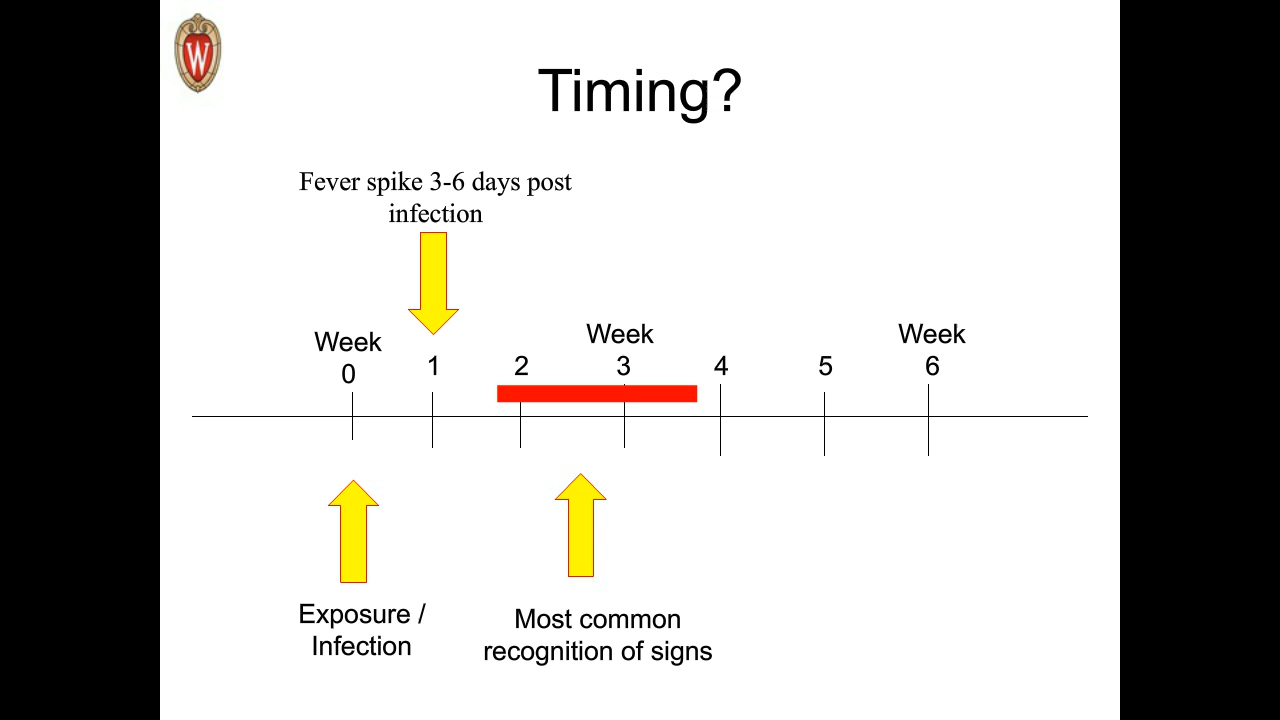 W
Timing?
Fever spike 3-6 days post
infection
Week
0
1
2
Week
3
4
5
Week
6
Exposure /
Infection
Most common
recognition of signs